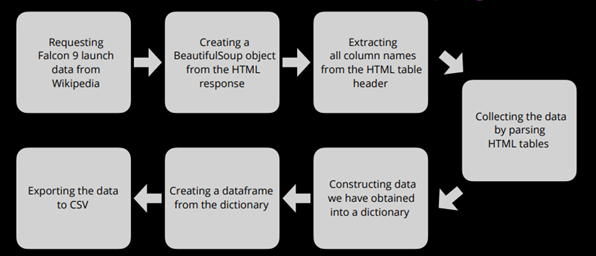 Requesting
Falcon 9 launch
data from
Wikipedia
Creating a
BeautifulSoup object
from the HTML
response
Extracting
all column names
from the HTML table
header
Collecting the data
by parsing
HTML tables
Constructing data
we have obtained
into a dictionary
Creating a dataframe
from the dictionary
Exporting the data
to CSV